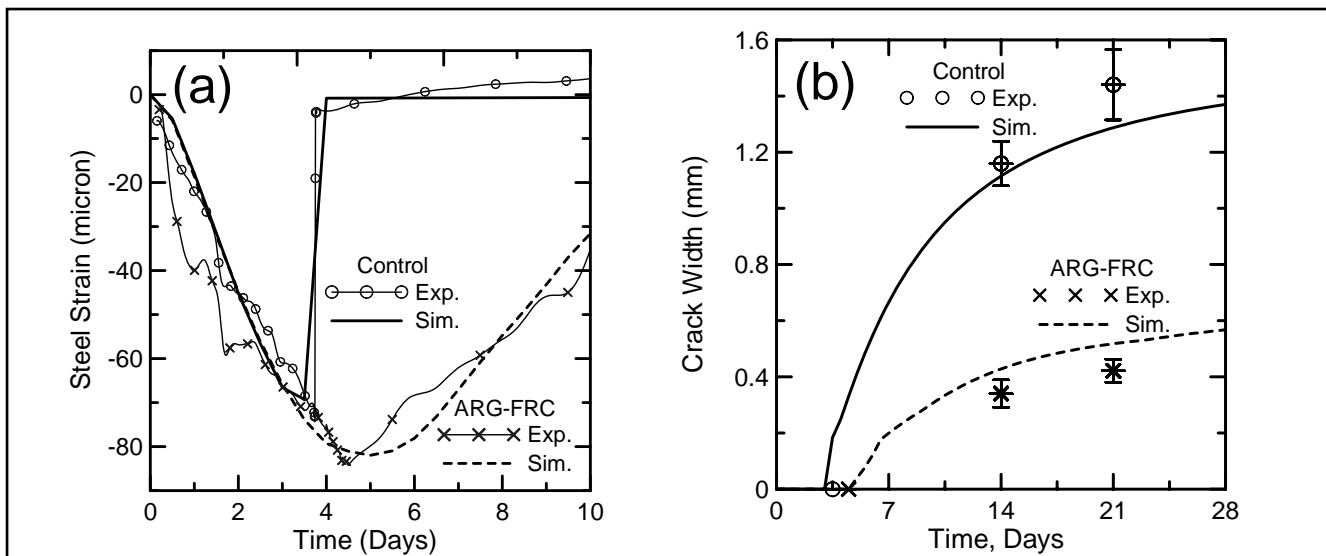 (a)
Steel Strain (micron)
0
-20
-40
-60
-80
Control
Exp.
Sim.
ARG-FRC
Exp.
Sim.
0 2 4 6 8 10
Time (Days)
(b)
Crack Width (mm)
1.6
1.2
0.8
0.4
0
Control
Exp.
Sim.
ARG-FRC
Exp.
Sim.
0 7 14 21 28
Time, Days